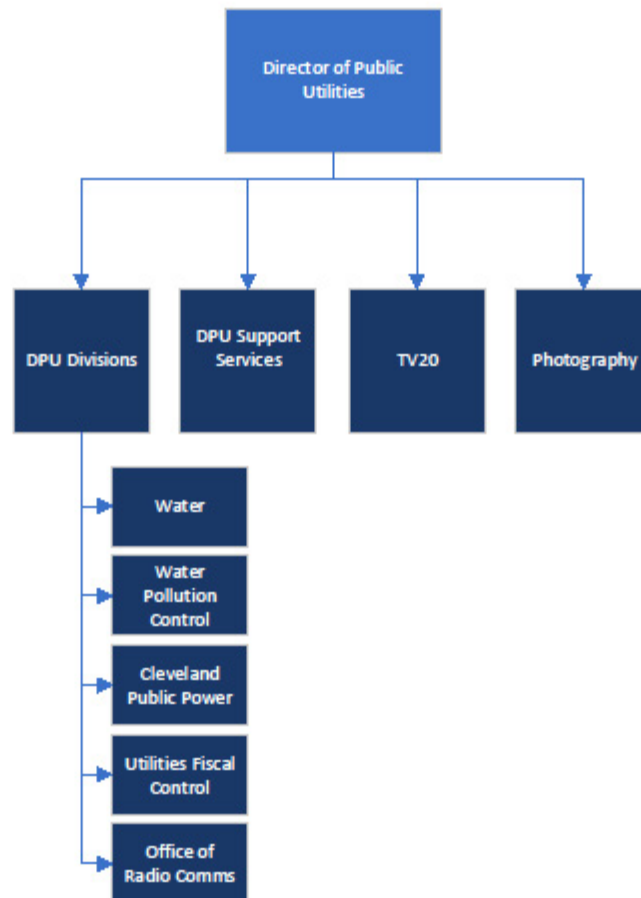 Director of Public
Utilities
DPU Divisions
DPU Support
Services
TV20
Photography
Water
Water
Pollution
Control
Cleveland
Public Power
Utilities Fiscal
Control
Office of
Radio Comms